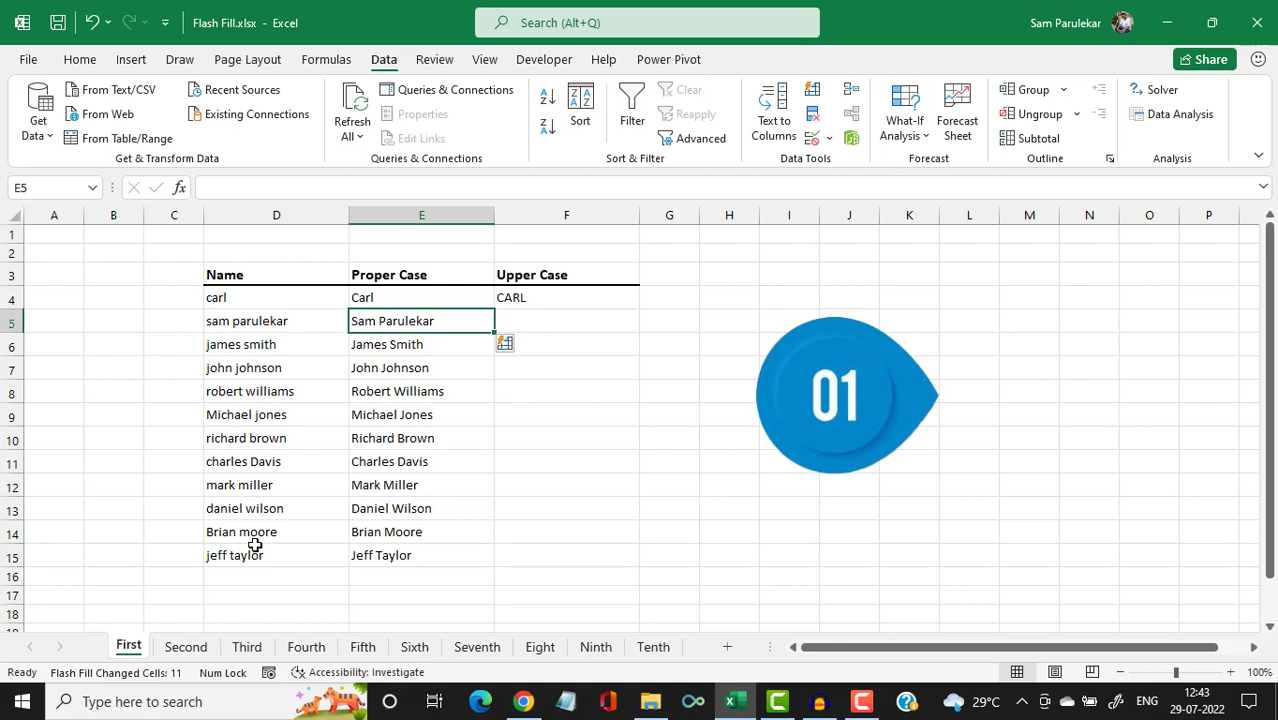 Flash Fill.xlsx - Excel
Search (Alt+Q)
Sam Parulekar
File Home Insert Draw Page Layout Formulas Data Review View Developer Help Power Pivot
Share
Get Data
From Text/CSV
From Web
From Table/Range
Recent Sources
Existing Connections
Get & Transform Data
Refresh All
Queries & Connections
Properties
Edit Links
Queries & Connections
Sort
Filter
Clear
Reapply
Advanced
Sort & Filter
Text to Columns
Data Tools
What-If Analysis
Forecast Sheet
Forecast
Group
Ungroup
Subtotal
Outline
Solver
Data Analysis
Analysis
E5
A B C D E F G H I J K L M N O P
1
2
3 Name Proper Case Upper Case
4 carl Carl CARL
5 sam parulekar Sam Parulekar
6 james smith James Smith
7 john johnson John Johnson
8 robert williams Robert Williams
9 Michael jones Michael Jones
10 richard brown Richard Brown
11 charles Davis Charles Davis
12 mark miller Mark Miller
13 daniel wilson Daniel Wilson
14 Brian moore Brian Moore
15 jeff taylor Jeff Taylor
16
17
18
01
First Second Third Fourth Fifth Sixth Seventh Eight Ninth Tenth
Ready Flash Fill Changed Cells: 11 Num Lock Accessibility: Investigate 100%
Type here to search
29°C
ENG
12:43
29-07-2022